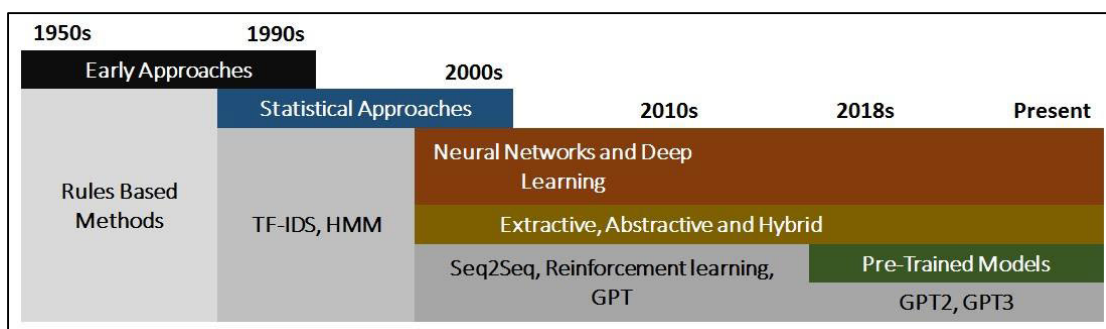 1950s
1990s
Early Approaches
2000s
Statistical Approaches
2010s
2018s
Present
Neural Networks and Deep
Learning
Rules Based
Methods
TF-IDS, HMM
Extractive, Abstractive and Hybrid
Seq2Seq, Reinforcement learning,
GPT
Pre-Trained Models
GPT2, GPT3